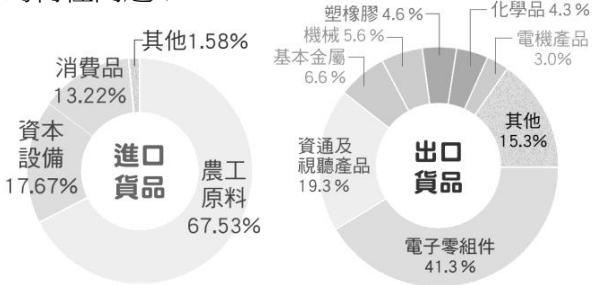 其他1.58%
消費品
13.22%
資本
設備
17.67%
進口
貨品
農工
原料
67.53%
塑橡膠 4.6%
化學品 4.3%
機械 5.6%
電機產品
3.0%
基本金屬
6.6%
其他
15.3%
資通及
視聽產品
19.3%
出口
貨品
電子零組件
41.3%